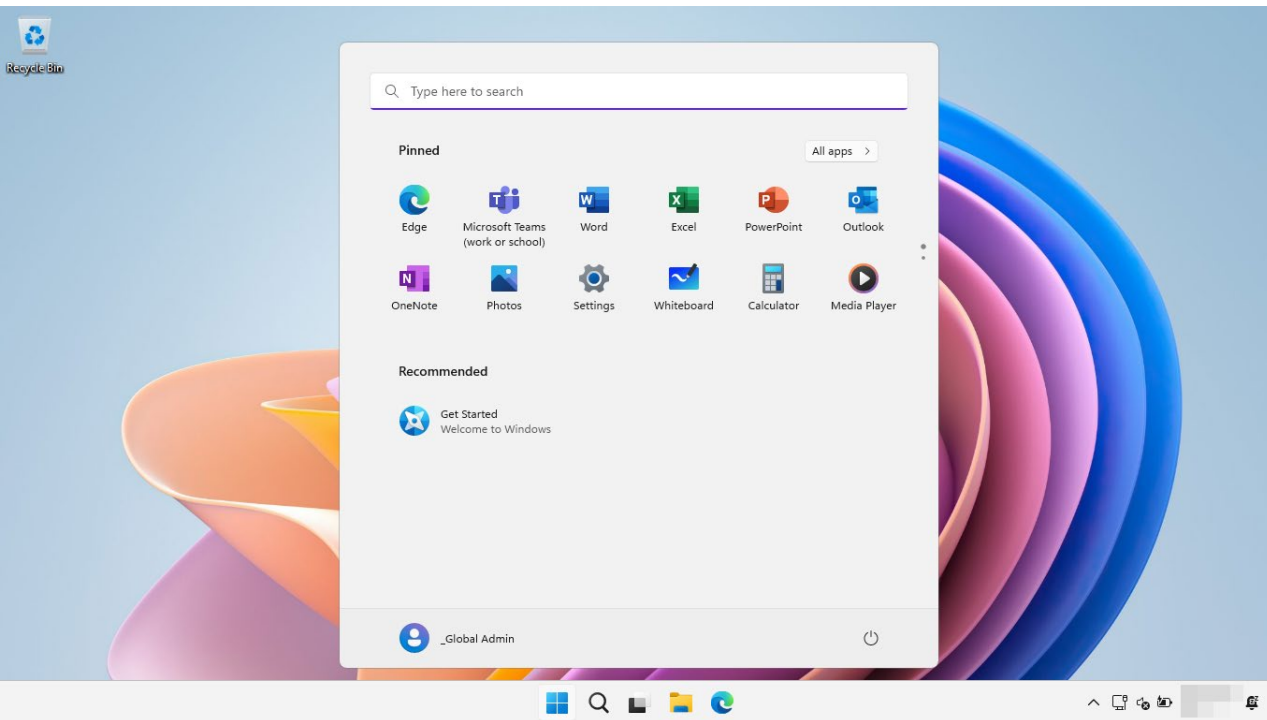 Recycle Bin
Type here to search
Pinned
All apps
Edge
Microsoft Teams
(work or school)
Word
Excel
PowerPoint
Outlook
OneNote
Photos
Settings
Whiteboard
Calculator
Media Player
Recommended
Get Started
Welcome to Windows
_Global Admin